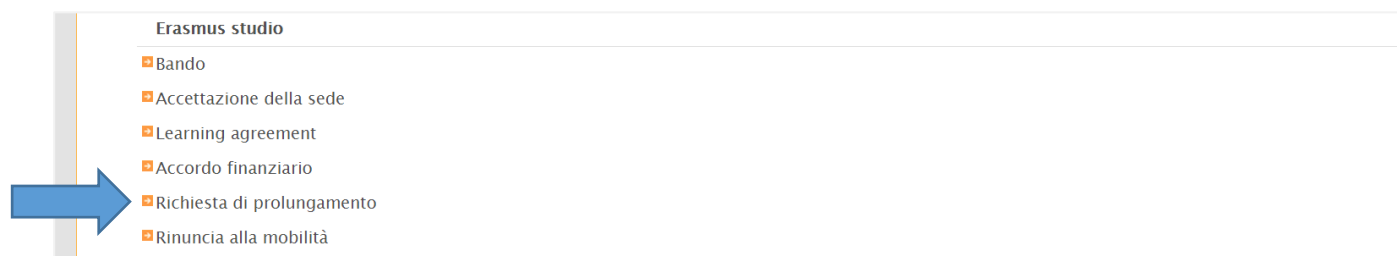 Erasmus studio
Bando
Accettazione della sede
Learning agreement
Accordo finanziario
Richiesta di prolungamento
Rinuncia alla mobilità